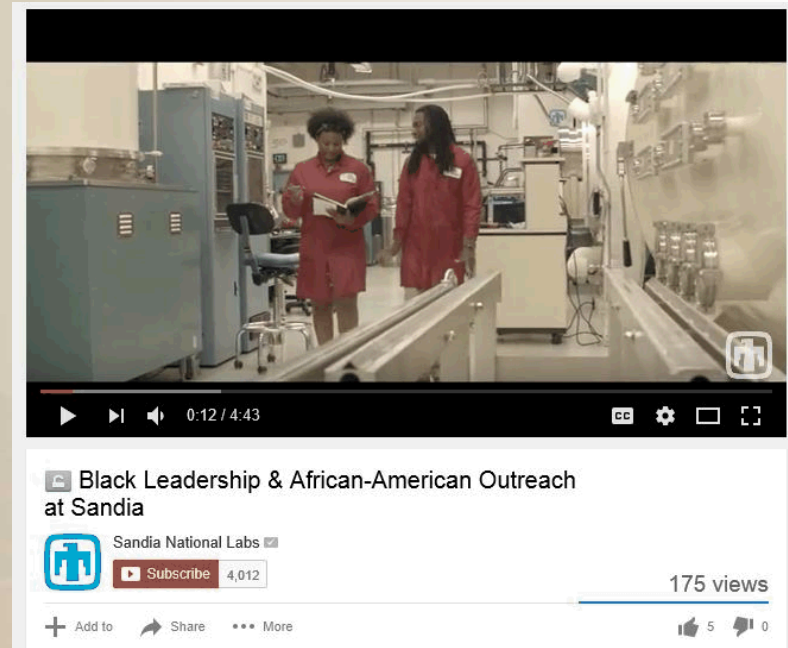 0:12 / 4:43
CC
Black Leadership & African-American Outreach
at Sandia
Sandia National Labs
Subscribe 4,012
175 views
Add to Share More 5 0